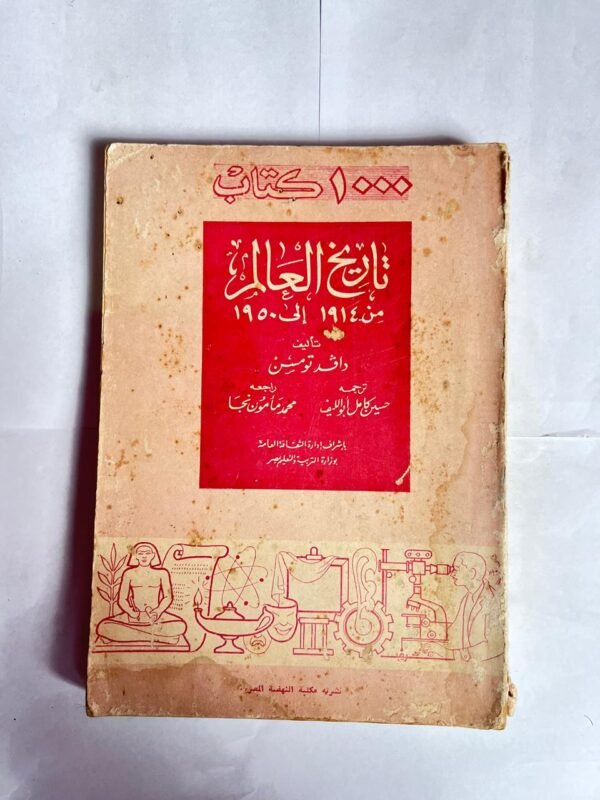 ١٠٠٠ كتاب
تاريخ العالم
من ١٩١٤ إلى ١٩٥٠
تأليف
داڤد تومسن
ترجمه
حسين كامل أبو الليف
راجعه
محمد مأمون نجا
بإشراف إدارة الثقافة العامة
بوزارة التربية والتعليم بمصر
نشرته مكتبة النهضة